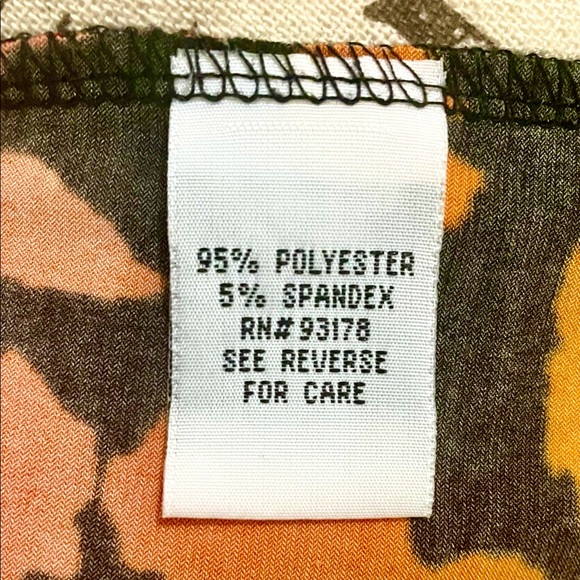 95% POLYESTER
5% SPANDEX
RN# 93178
SEE REVERSE
FOR CARE